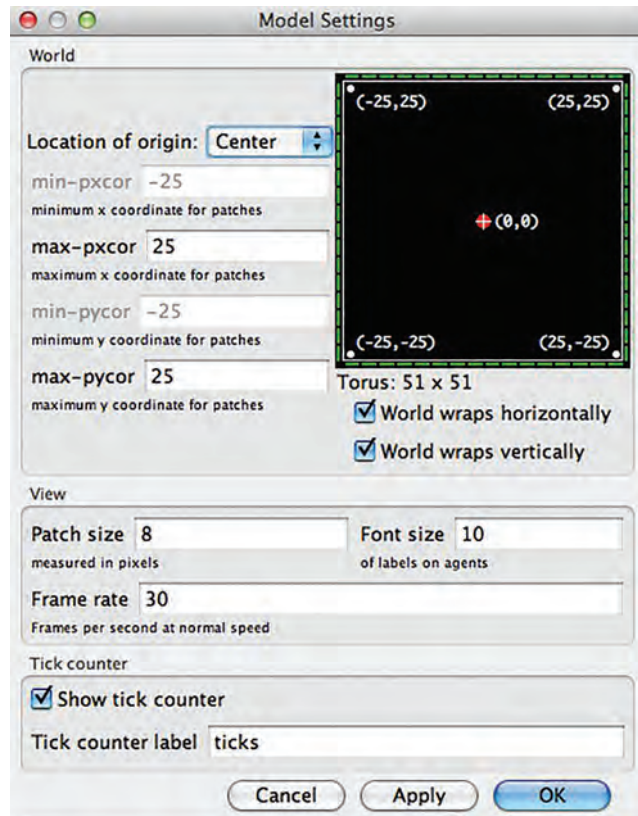 Model Settings
World
(-25,25) (25,25)
Location of origin: Center
min-pxcor -25
minimum x coordinate for patches
(0,0)
max-pxcor 25
maximum x coordinate for patches
min-pycor -25
minimum y coordinate for patches
(-25,-25) (25,-25)
max-pycor 25
maximum y coordinate for patches
Torus: 51 x 51
World wraps horizontally
World wraps vertically
View
Patch size 8 Font size 10
measured in pixels of labels on agents
Frame rate 30
Frames per second at normal speed
Tick counter
Show tick counter
Tick counter label ticks
Cancel Apply OK